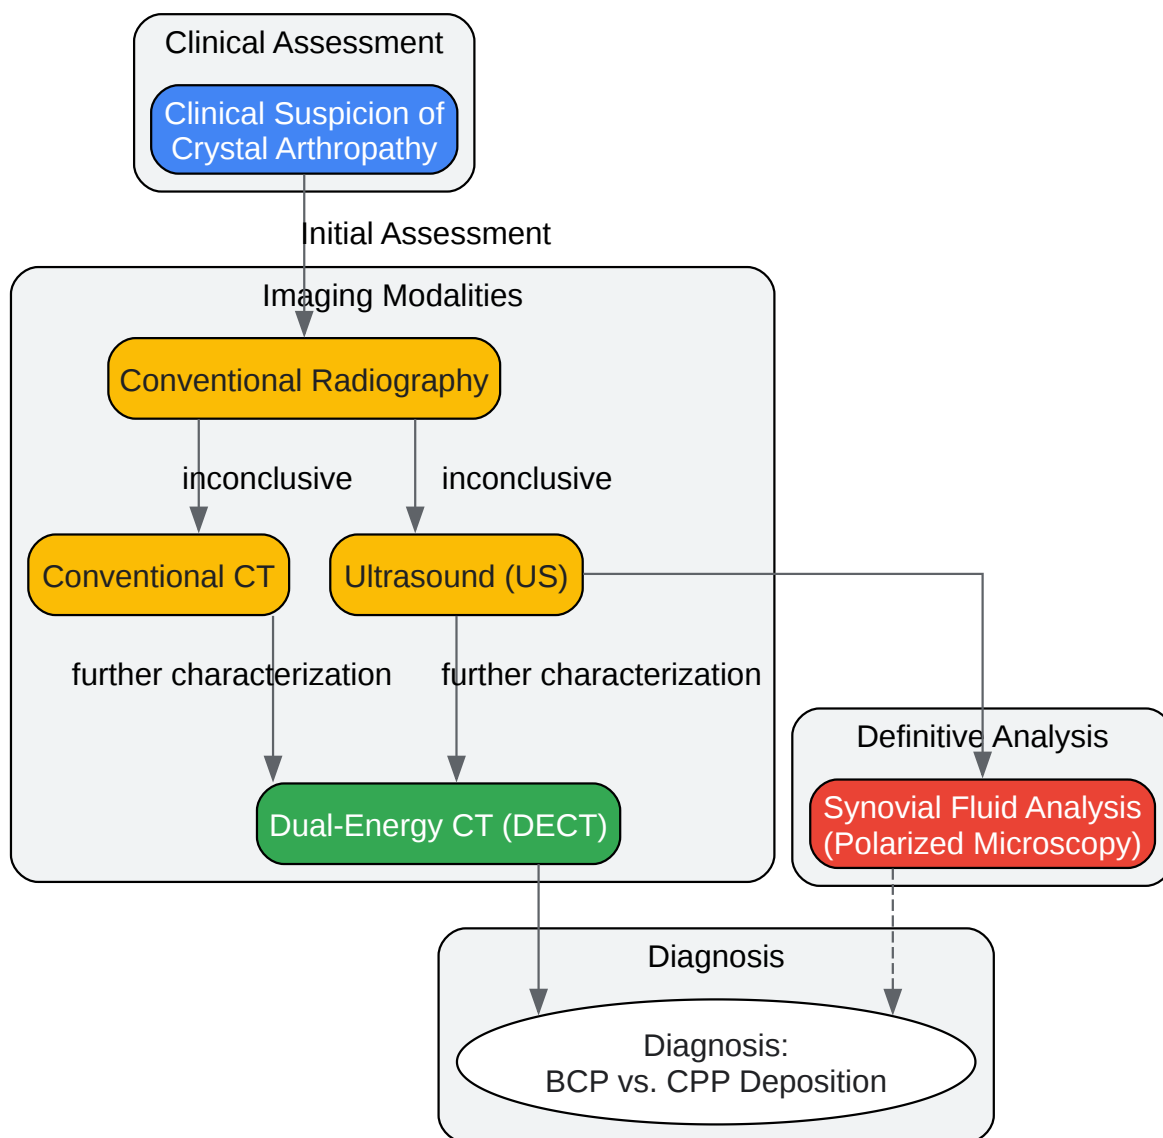 Clinical Assessment
Clinical Suspicion of
Crystal Arthropathy
Initial Assessment
Imaging Modalities
Conventional Radiography
inconclusive
inconclusive
Conventional CT
Ultrasound (US)
further characterization
further characterization
Definitive Analysis
Synovial Fluid Analysis
(Polarized Microscopy)
Dual-Energy CT (DECT)
Diagnosis
Diagnosis:
BCP vs. CPP Deposition